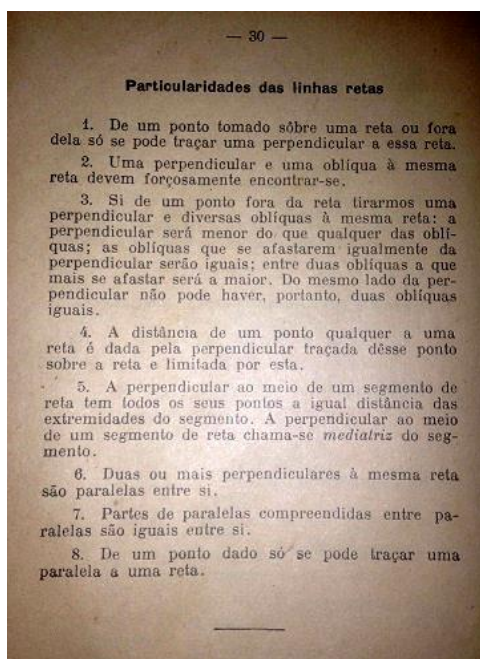 — 30 —
Particularidades das linhas retas
1. De um ponto tomado sôbre uma reta ou fora
dela só se pode traçar uma perpendicular a essa reta.
2. Uma perpendicular e uma oblíqua à mesma
reta devem forçosamente encontrar-se.
3. Si de um ponto fora da reta tirarmos uma
perpendicular e diversas oblíquas à mesma reta: a
perpendicular será menor do que qualquer das oblí-
quas; as oblíquas que se afastarem igualmente da
perpendicular serão iguais; entre duas oblíquas a que
mais se afastar será a maior. Do mesmo lado da per-
pendicular não pode haver, portanto, duas oblíquas
iguais.
4. A distância de um ponto qualquer a uma
reta é dada pela perpendicular traçada dêsse ponto
sobre a reta e limitada por esta.
5. A perpendicular ao meio de um segmento de
reta tem todos os seus pontos a igual distância das
extremidades do segmento. A perpendicular ao meio
de um segmento de reta chama-se mediatriz do seg-
mento.
6. Duas ou mais perpendiculares à mesma reta
são paralelas entre si.
7. Partes de paralelas compreendidas entre pa-
ralelas são iguais entre si.
8. De um ponto dado só se pode traçar uma
paralela a uma reta.